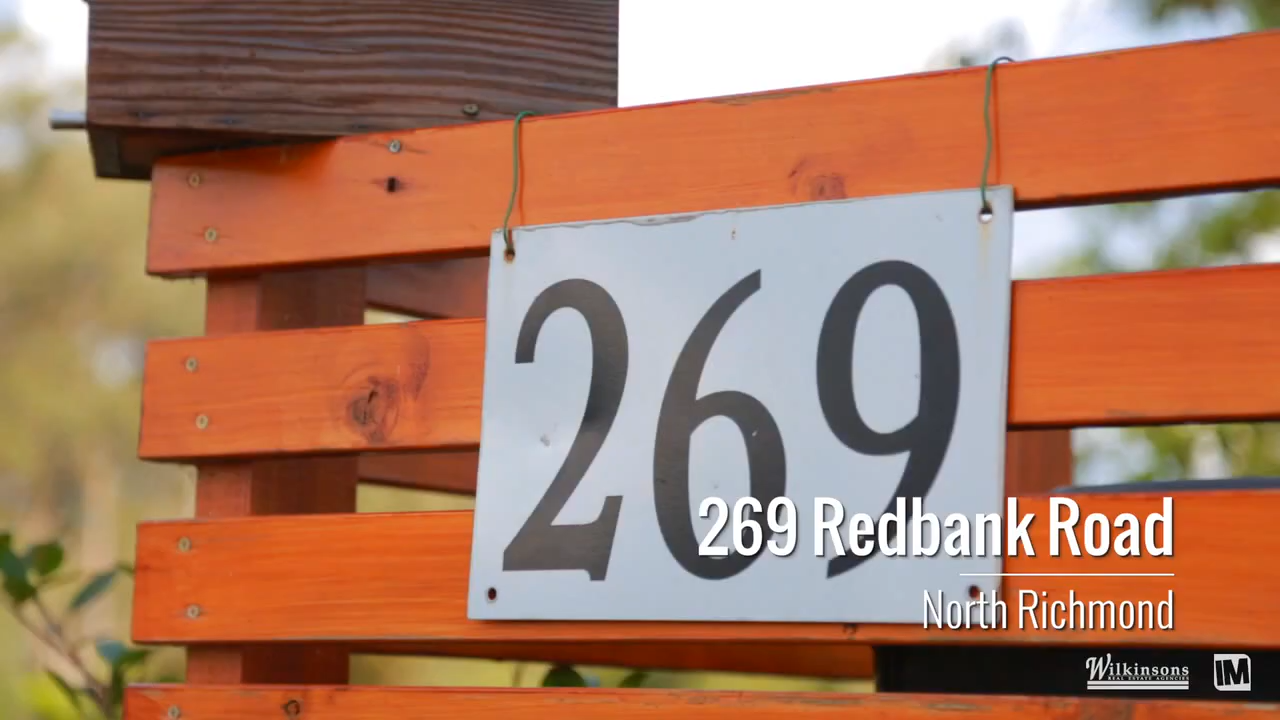 269
269 Redbank Road
North Richmond
Wilkinsons
REAL ESTATE AGENCIES
IM